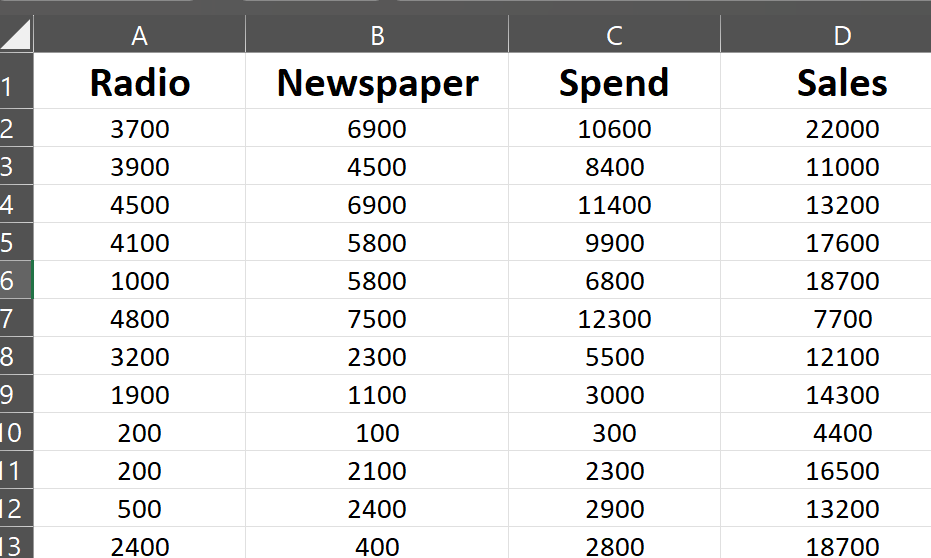 A B C D
1 Radio Newspaper Spend Sales
2 3700 6900 10600 22000
3 3900 4500 8400 11000
4 4500 6900 11400 13200
5 4100 5800 9900 17600
6 1000 5800 6800 18700
7 4800 7500 12300 7700
8 3200 2300 5500 12100
9 1900 1100 3000 14300
10 200 100 300 4400
11 200 2100 2300 16500
12 500 2400 2900 13200
13 2400 400 2800 18700